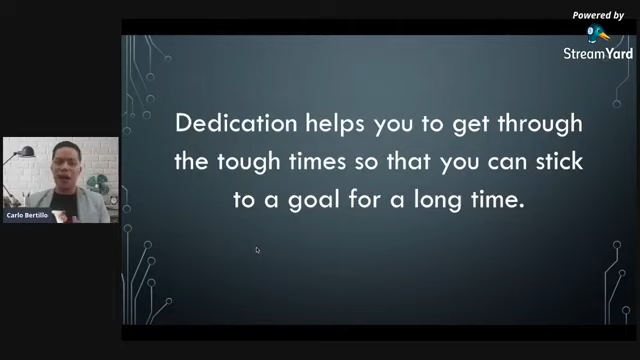 Powered by
StreamYard
Dedication helps you to get through
the tough times so that you can stick
to a goal for a long time.
Carlo Bertillo